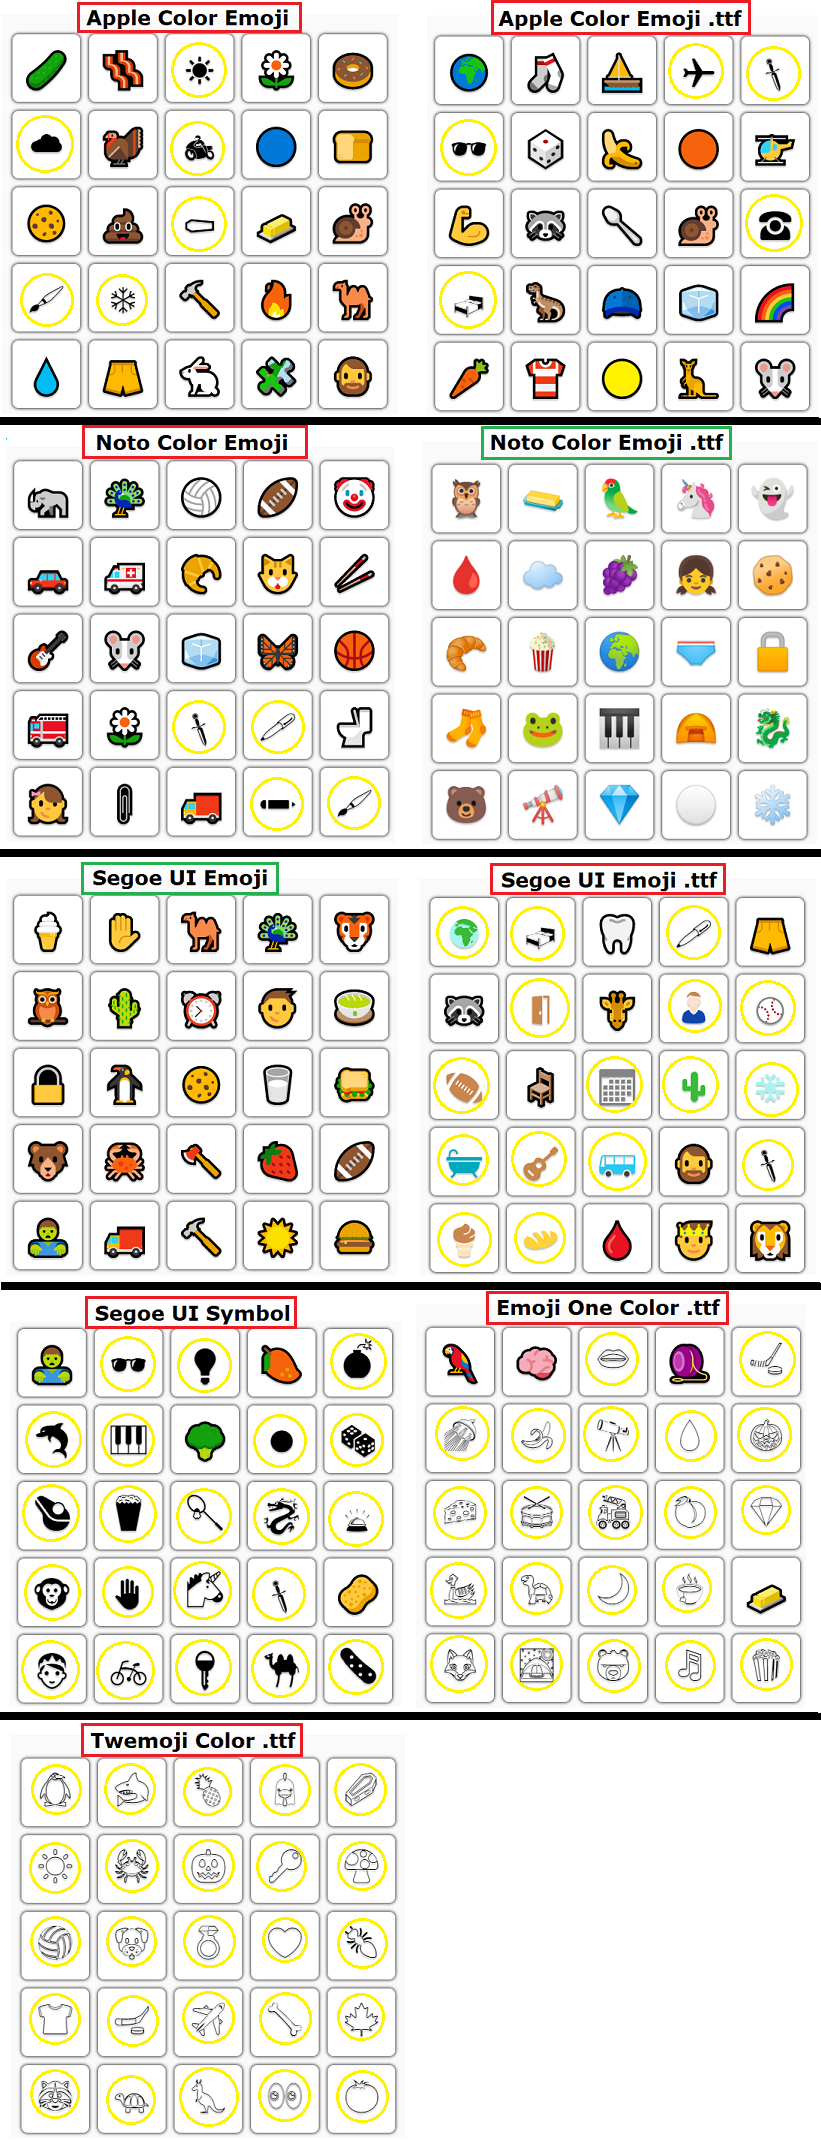 Apple Color Emoji
Apple Color Emoji .ttf
Noto Color Emoji
Noto Color Emoji .ttf
Segoe UI Emoji
Segoe UI Emoji .ttf
Segoe UI Symbol
Emoji One Color .ttf
Twemoji Color .ttf